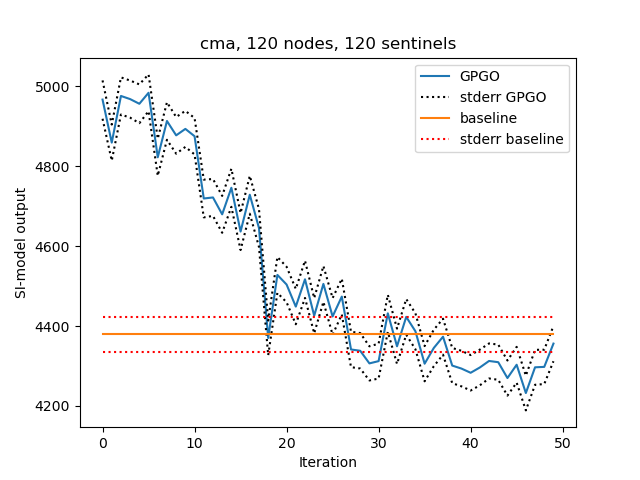 cma, 120 nodes, 120 sentinels
GPGO
stderr GPGO
baseline
stderr baseline
SI-model output
5000
4800
4600
4400
4200
0 10 20 30 40 50
Iteration